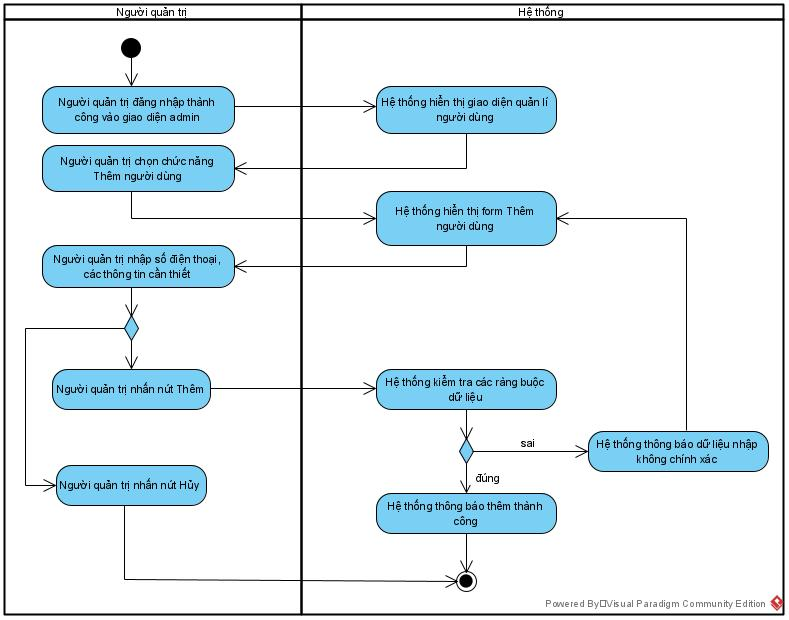 Người quản trị
Hệ thống
Người quản trị đăng nhập thành
công vào giao diện admin
Hệ thống hiển thị giao diện quản lí
người dùng
Người quản trị chọn chức năng
Thêm người dùng
Hệ thống hiển thị form Thêm
người dùng
Người quản trị nhập số điện thoại,
các thông tin cần thiết
Người quản trị nhấn nút Thêm
Hệ thống kiểm tra các ràng buộc
dữ liệu
sai
Hệ thống thông báo dữ liệu nhập
không chính xác
Người quản trị nhấn nút Hủy
đúng
Hệ thống thông báo thêm thành
công
Powered By Visual Paradigm Community Edition